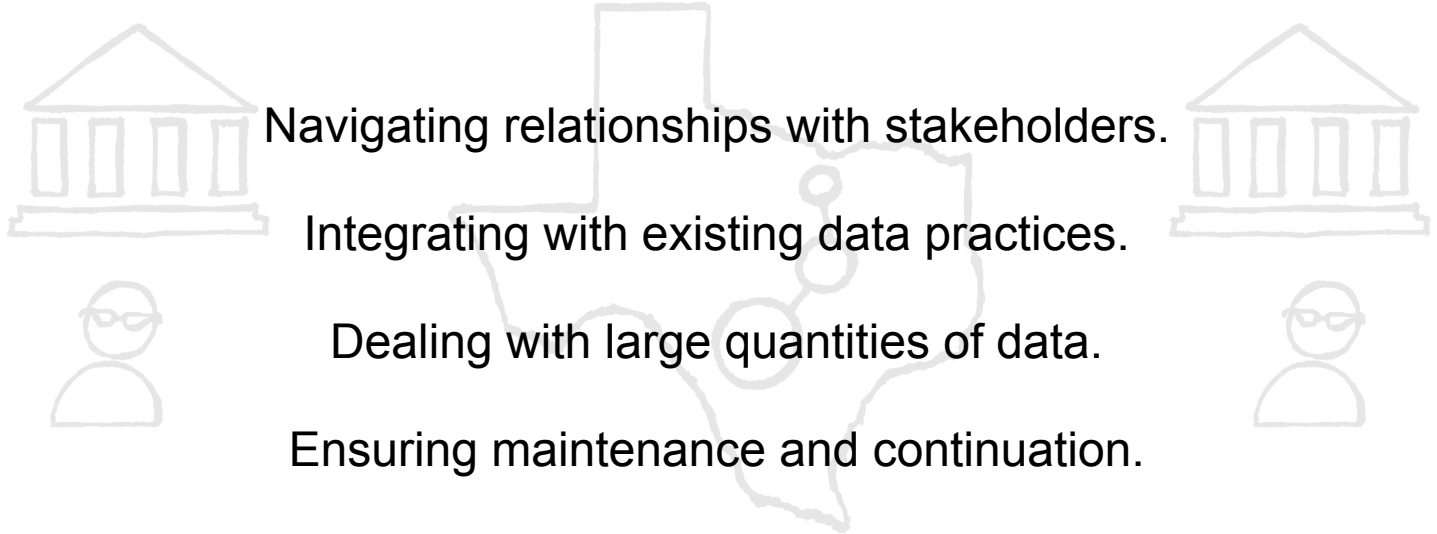 Navigating relationships with stakeholders.
Integrating with existing data practices.
Dealing with large quantities of data.
Ensuring maintenance and continuation.